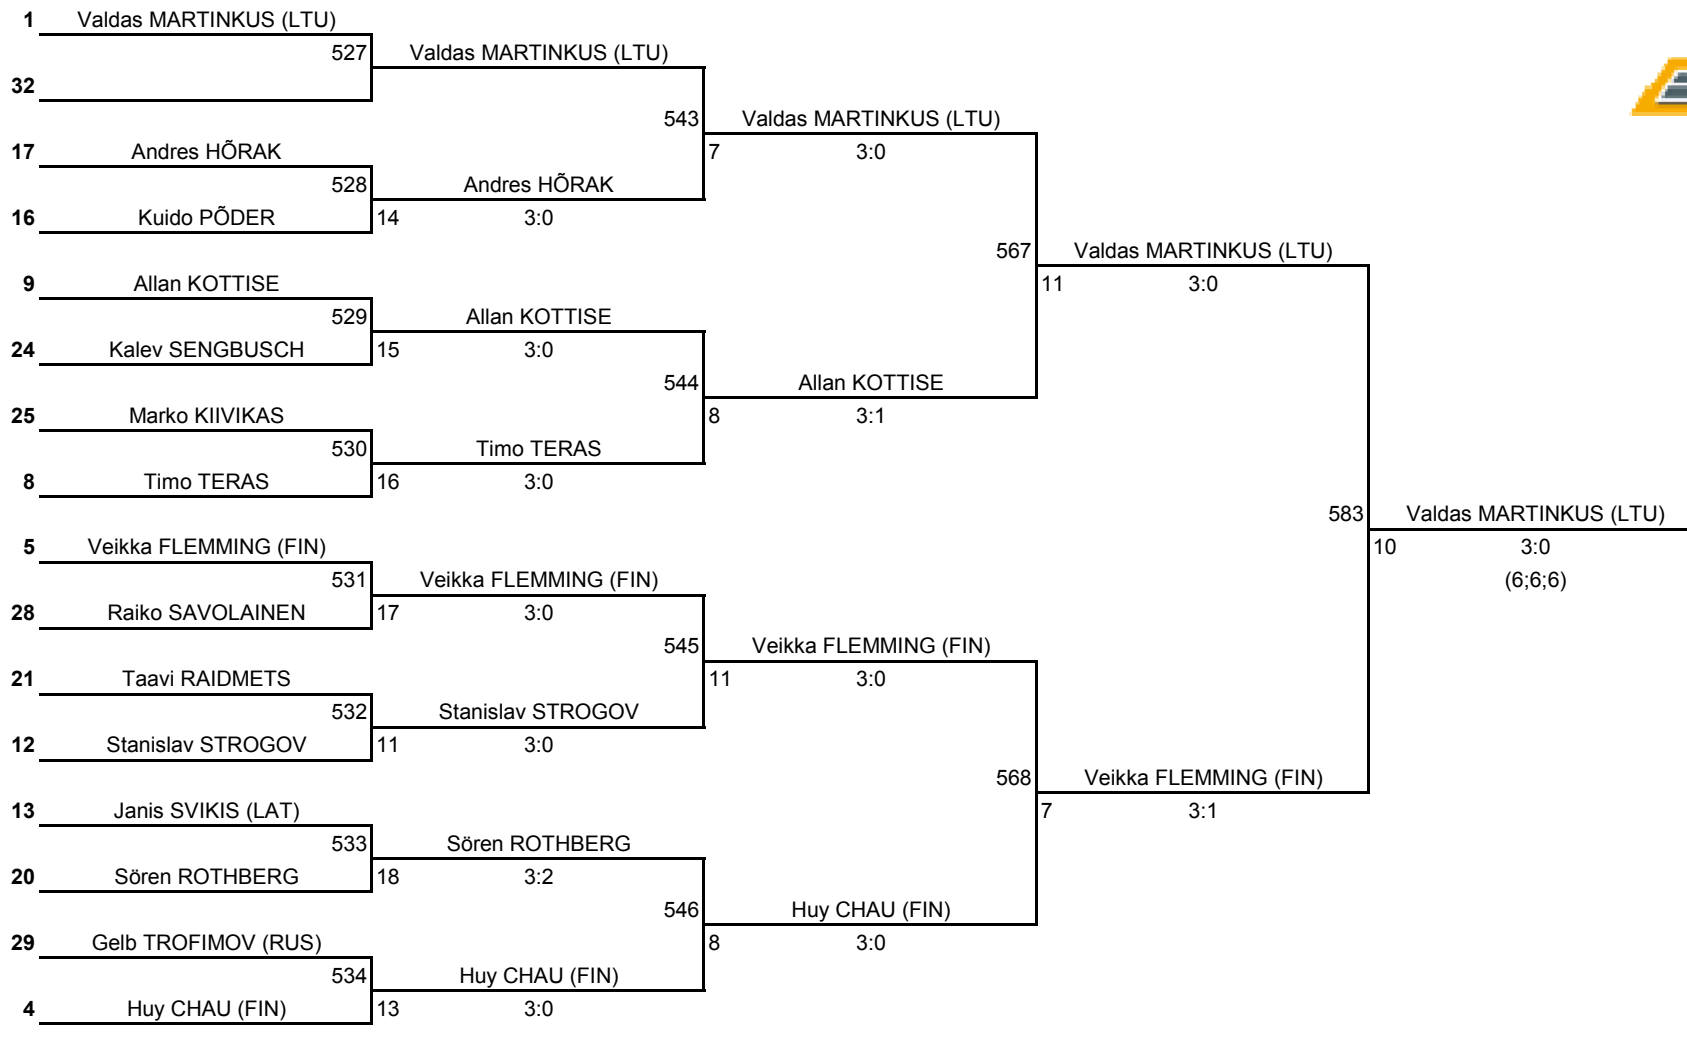 1 Valdas MARTINKUS (LTU)
527 Valdas MARTINKUS (LTU)
32
543 Valdas MARTINKUS (LTU)
17 Andres HÕRAK 7 3:0
528 Andres HÕRAK
16 Kuido PÕDER 14 3:0
567 Valdas MARTINKUS (LTU)
9 Allan KOTTISE 11 3:0
529 Allan KOTTISE
24 Kalev SENGBUSCH 15 3:0
544 Allan KOTTISE
25 Marko KIIVIKAS 8 3:1
530 Timo TERAS
8 Timo TERAS 16 3:0
583 Valdas MARTINKUS (LTU)
5 Veikka FLEMMING (FIN) 10 3:0
531 Veikka FLEMMING (FIN) (6;6;6)
28 Raiko SAVOLAINEN 17 3:0
545 Veikka FLEMMING (FIN)
21 Taavi RAIDMETS 11 3:0
532 Stanislav STROGOV
12 Stanislav STROGOV 11 3:0
568 Veikka FLEMMING (FIN)
13 Janis SVIKIS (LAT) 7 3:1
533 Sören ROTHBERG
20 Sören ROTHBERG 18 3:2
546 Huy CHAU (FIN)
29 Gelb TROFIMOV (RUS) 8 3:0
534 Huy CHAU (FIN)
4 Huy CHAU (FIN) 13 3:0